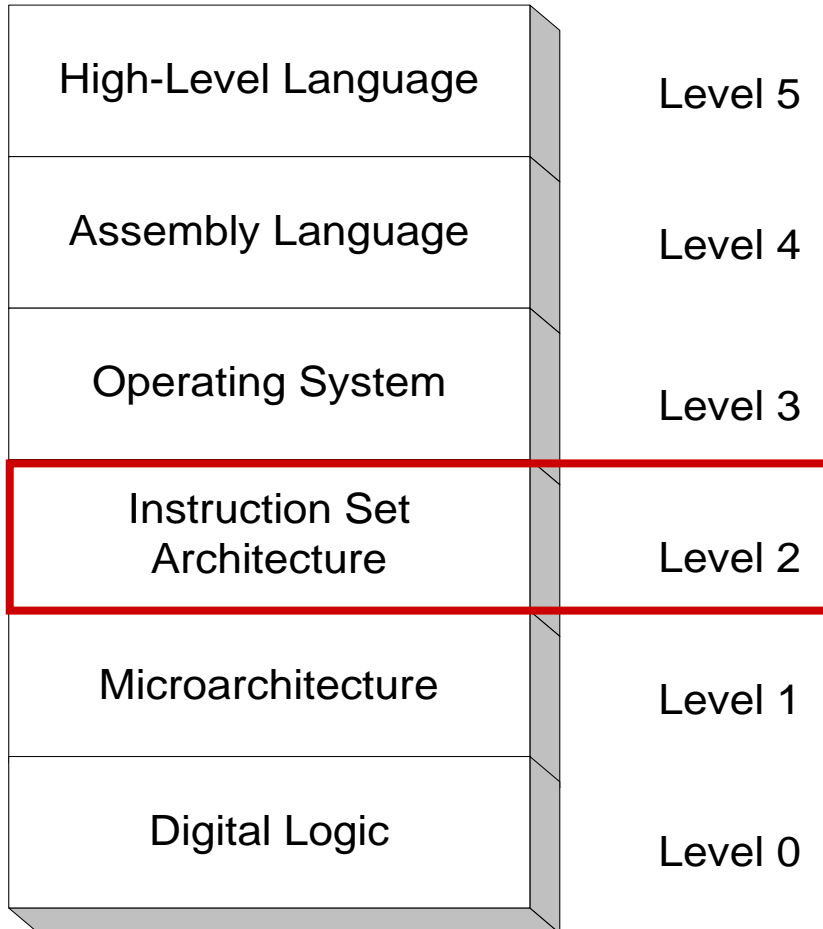 High-Level Language
Level 5
Assembly Language
Level 4
Operating System
Level 3
Instruction Set
Architecture
Level 2
Microarchitecture
Level 1
Digital Logic
Level 0